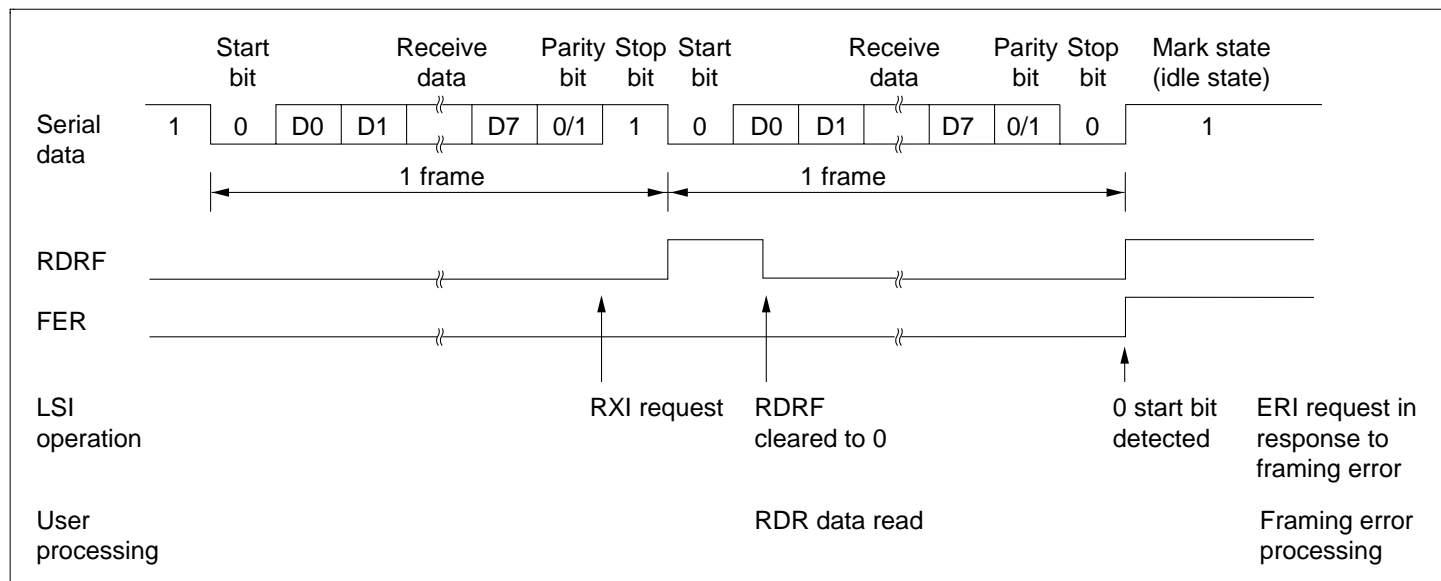 Start bit Receive data Parity bit Stop bit Start bit Receive data Parity bit Stop bit Mark state (idle state)
Serial data 1 0 D0 D1 D7 0/1 1 0 D0 D1 D7 0/1 0 1
1 frame 1 frame
RDRF
FER
LSI operation RXI request RDRF cleared to 0 0 start bit detected ERI request in response to framing error
User processing RDR data read Framing error processing